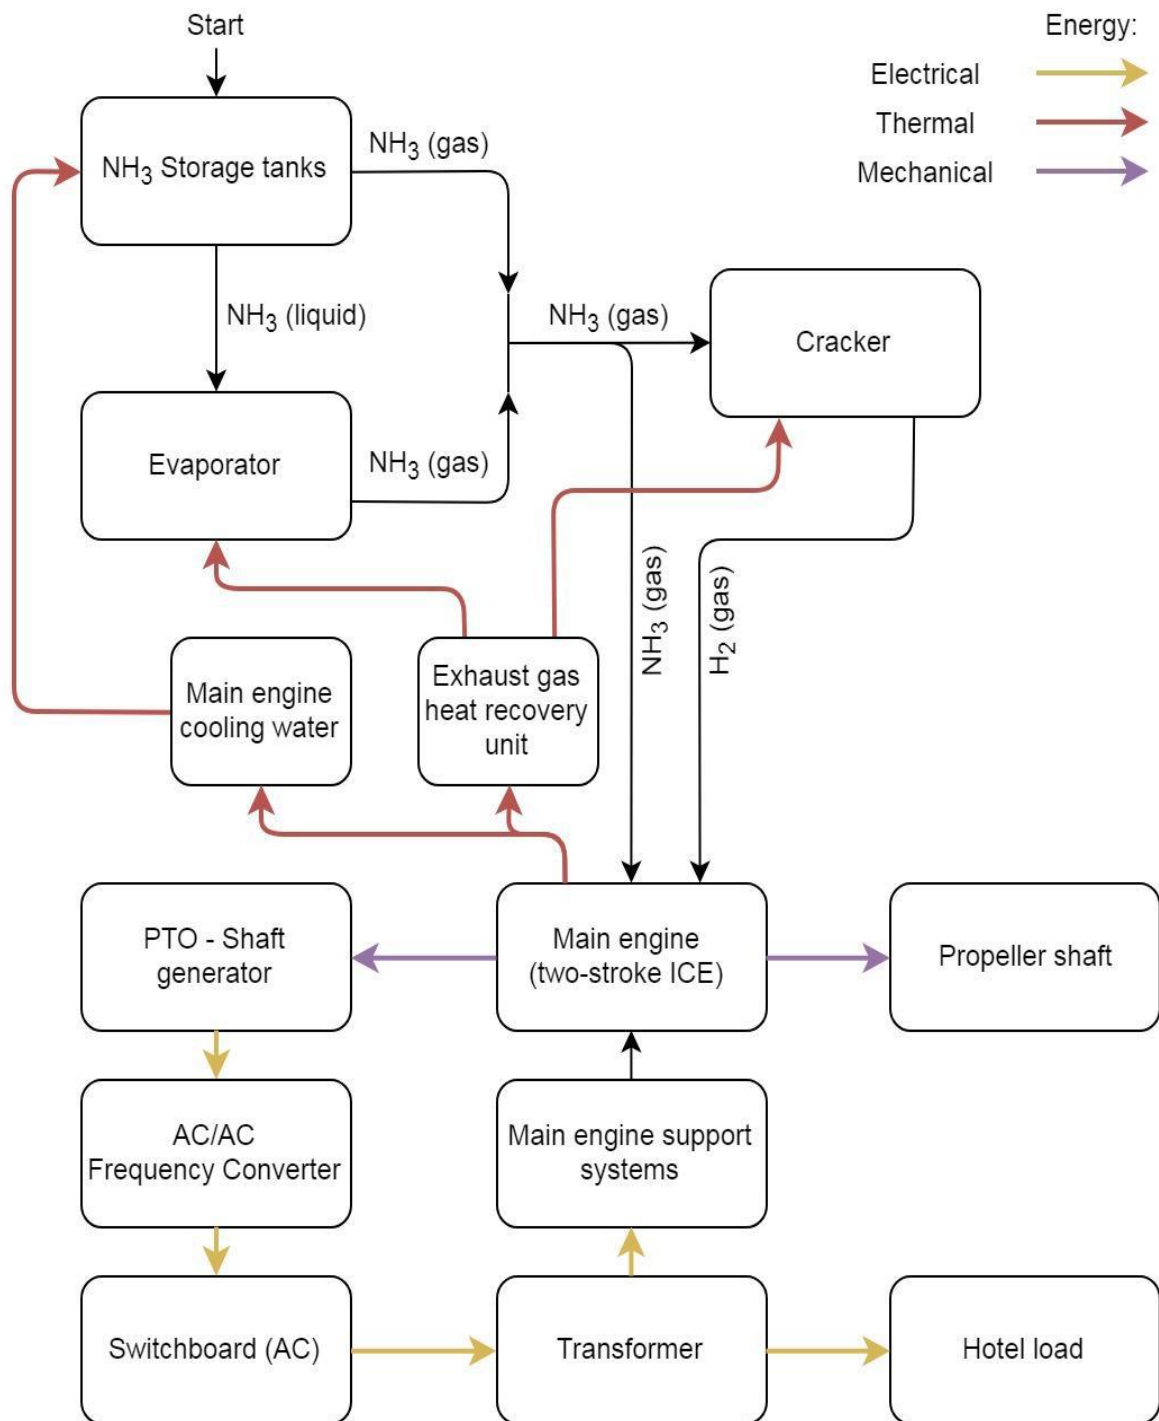 Start
Energy:
Electrical
Thermal
Mechanical
NH₃ Storage tanks
NH₃ (gas)
NH₃ (liquid)
NH₃ (gas)
Cracker
Evaporator
NH₃ (gas)
NH₃ (gas)
H₂ (gas)
Main engine
cooling water
Exhaust gas
heat recovery
unit
PTO - Shaft
generator
Main engine
(two-stroke ICE)
Propeller shaft
AC/AC
Frequency Converter
Main engine support
systems
Switchboard (AC)
Transformer
Hotel load